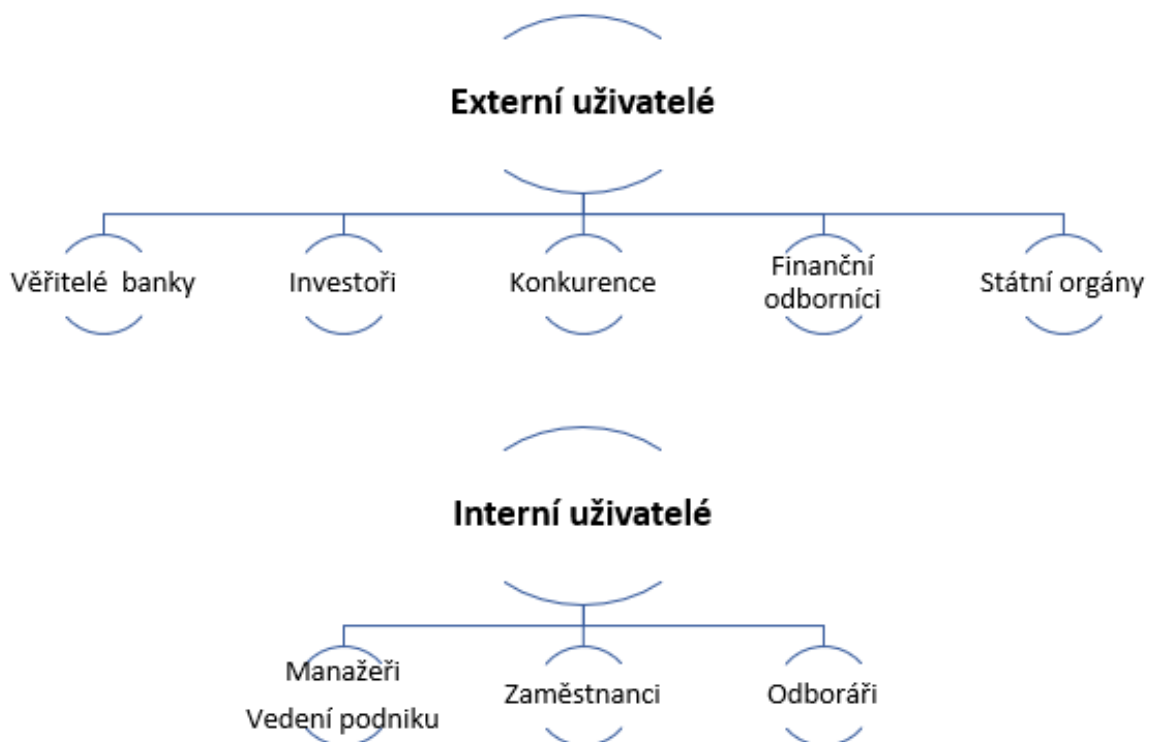 Externí uživatelé
Věřitelé  banky
Investoři
Konkurence
Finanční
odborníci
Státní orgány
Interní uživatelé
Manažeři
Vedení podniku
Zaměstnanci
Odboráři